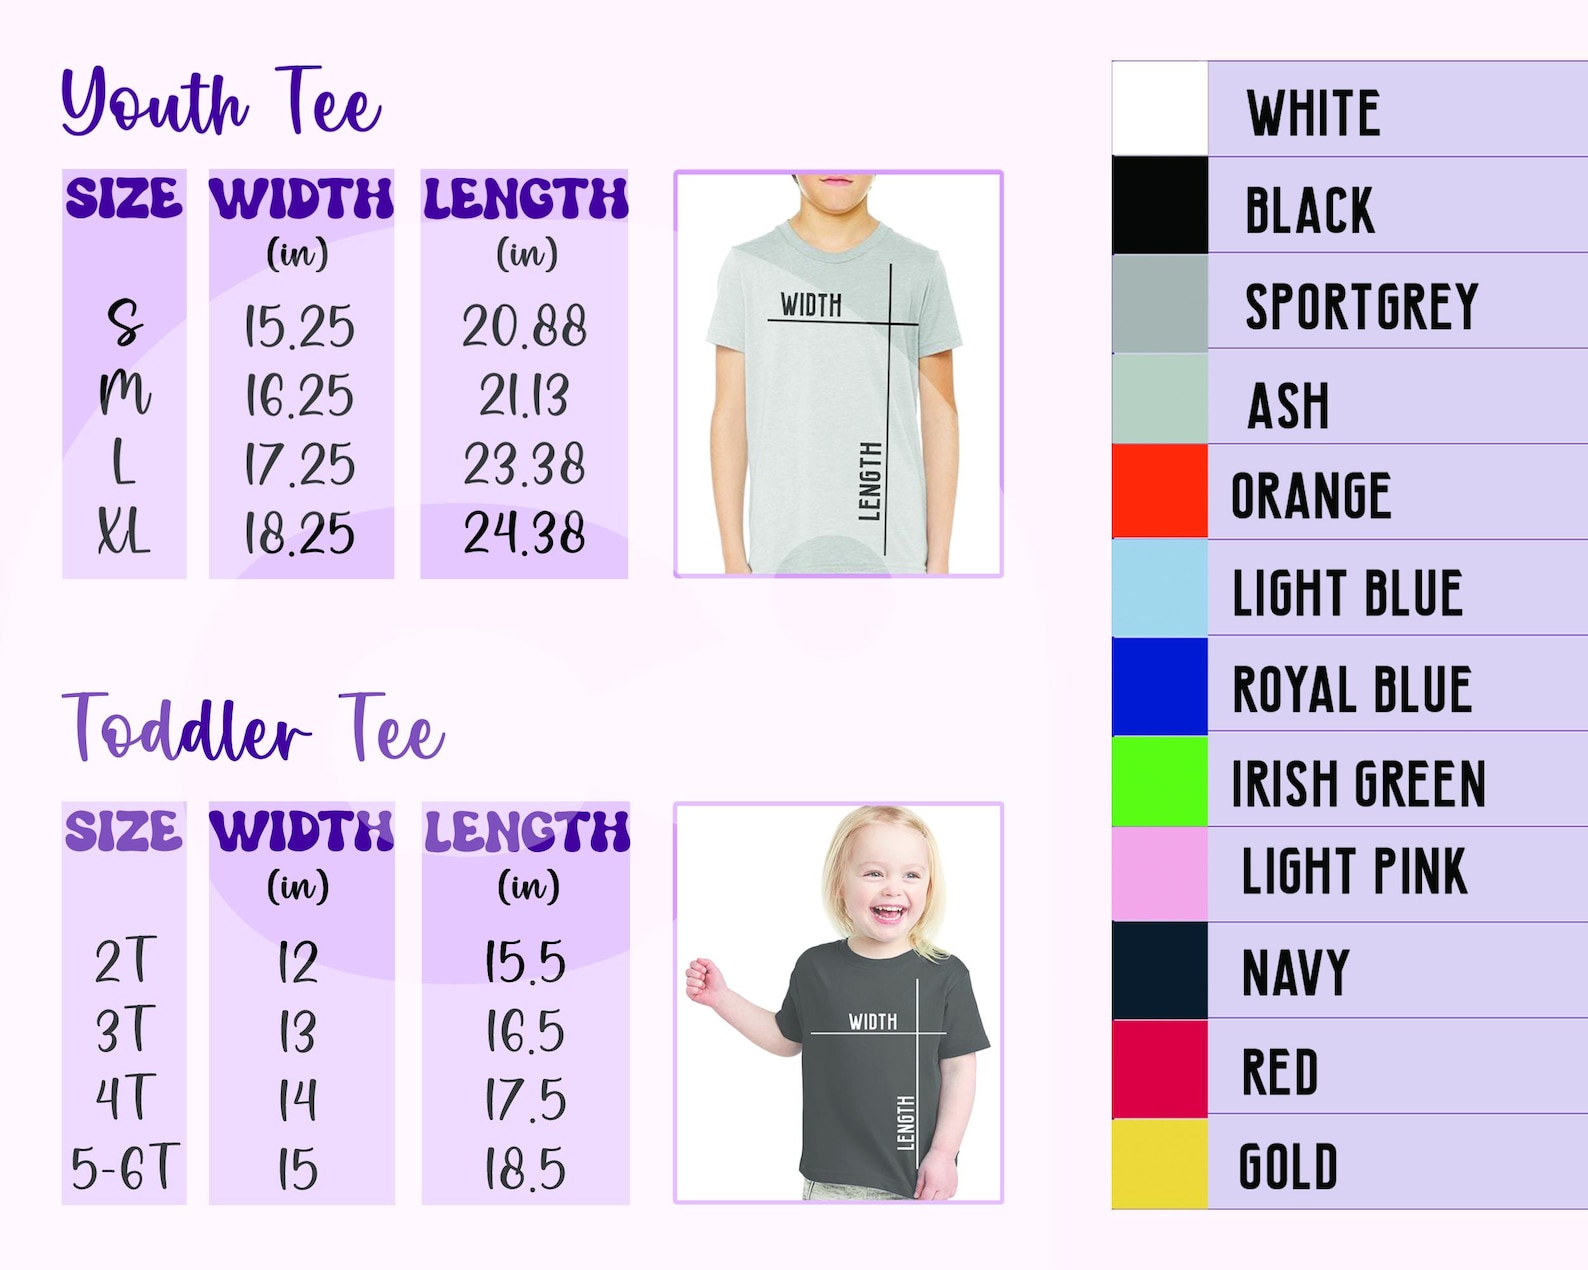 Youth Tee
SIZE WIDTH LENGTH
(in) (in)
S 15.25 20.88
M 16.25 21.13
L 17.25 23.38
XL 18.25 24.38
WIDTH
LENGTH
Toddler Tee
SIZE WIDTH LENGTH
(in) (in)
2T 12 15.5
3T 13 16.5
4T 14 17.5
5-6T 15 18.5
WIDTH
LENGTH
WHITE
BLACK
SPORTGREY
ASH
ORANGE
LIGHT BLUE
ROYAL BLUE
IRISH GREEN
LIGHT PINK
NAVY
RED
GOLD